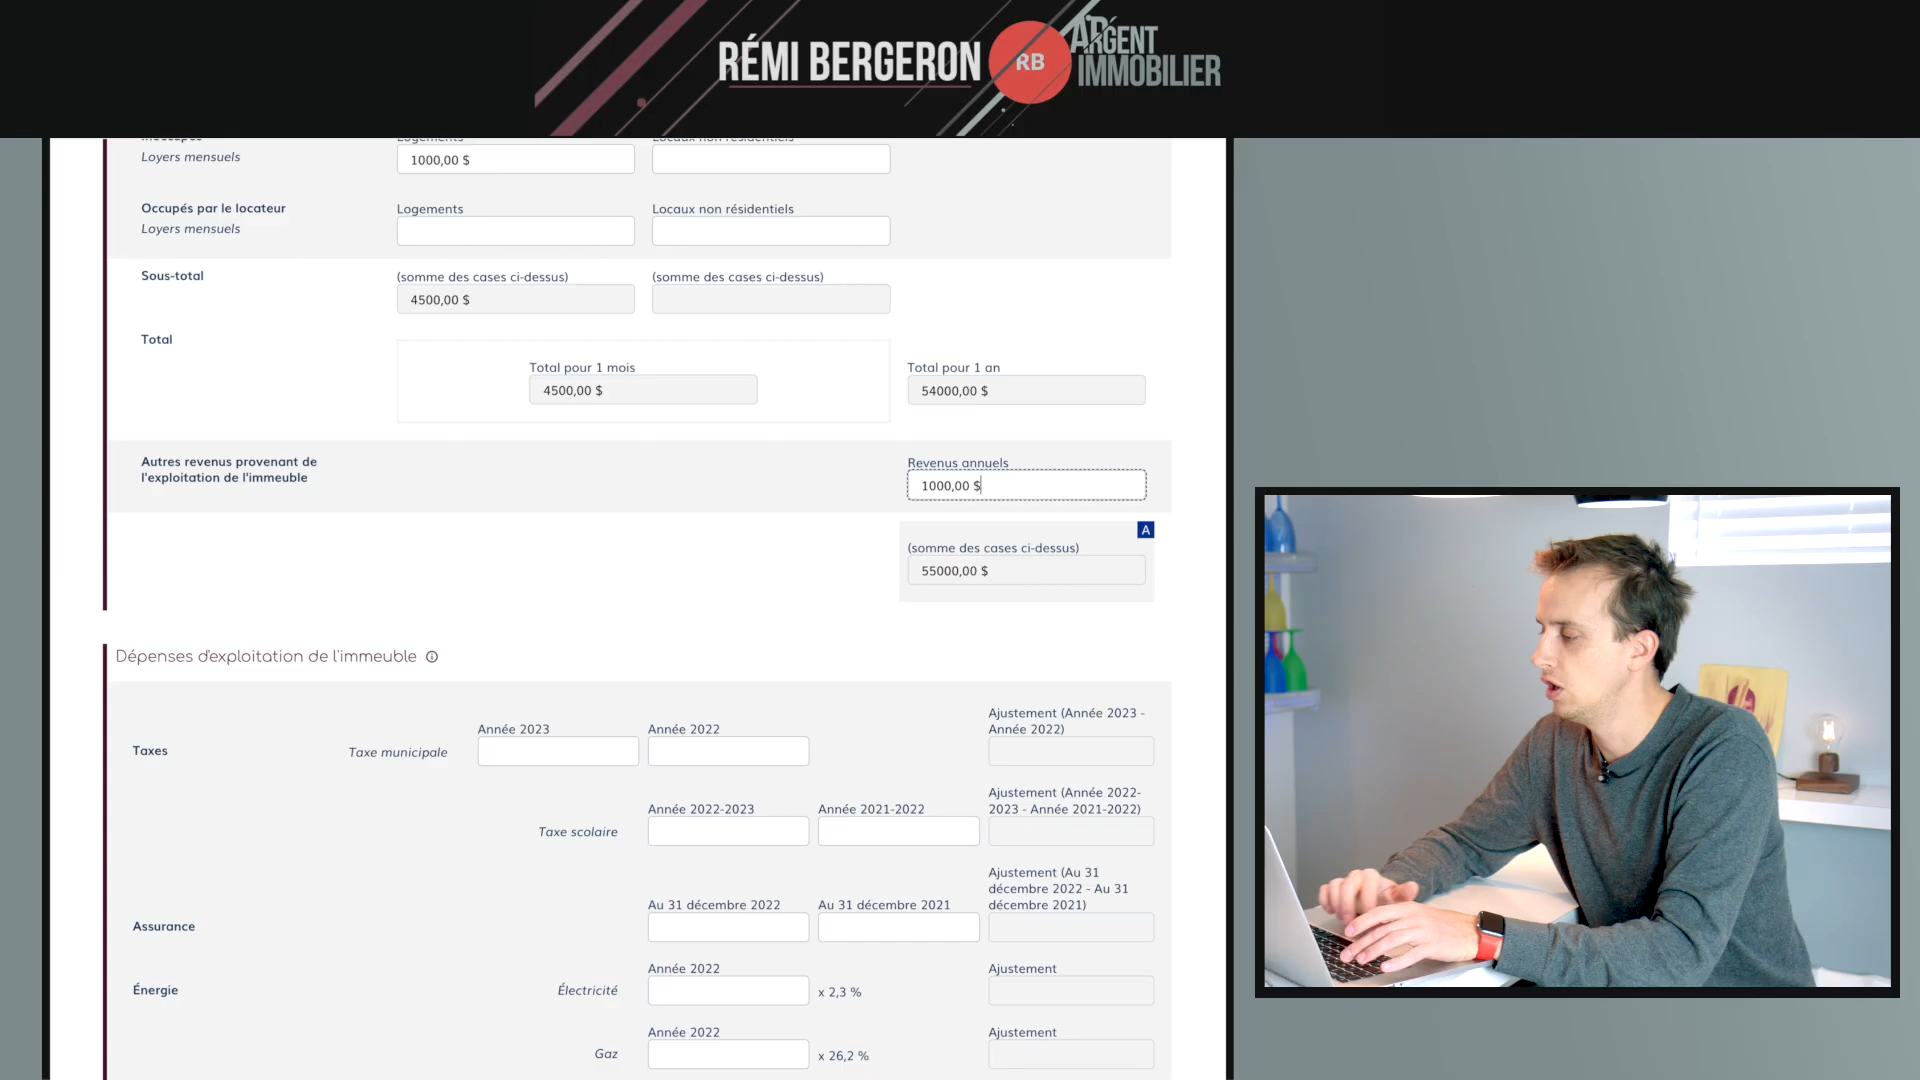 RÉMI BERGERON
RB
ARGENT
IMMOBILIER
Loyers mensuels
1000,00 $
Occupés par le locateur
Loyers mensuels
Logements
Locaux non résidentiels
Sous-total
(somme des cases ci-dessus)
(somme des cases ci-dessus)
4500,00 $
Total
Total pour 1 mois
4500,00 $
Total pour 1 an
54000,00 $
Autres revenus provenant de
l'exploitation de l'immeuble
Revenus annuels
1000,00 $
A
(somme des cases ci-dessus)
55000,00 $
Dépenses d'exploitation de l'immeuble
Taxes
Taxe municipale
Année 2023
Année 2022
Ajustement (Année 2023 -
Année 2022)
Taxe scolaire
Année 2022-2023
Année 2021-2022
Ajustement (Année 2022-
2023 - Année 2021-2022)
Assurance
Au 31 décembre 2022
Au 31 décembre 2021
Ajustement (Au 31
décembre 2022 - Au 31
décembre 2021)
Énergie
Électricité
Année 2022
x 2,3 %
Ajustement
Gaz
Année 2022
x 26,2 %
Ajustement